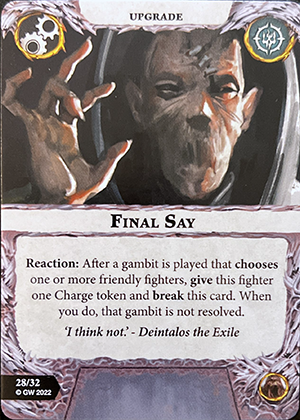 UPGRADE
FINAL SAY
Reaction: After a gambit is played that chooses
one or more friendly fighters, give this fighter
one Charge token and break this card. When
you do, that gambit is not resolved.
‘I think not.’ - Deintalos the Exile
28/32
© GW 2022